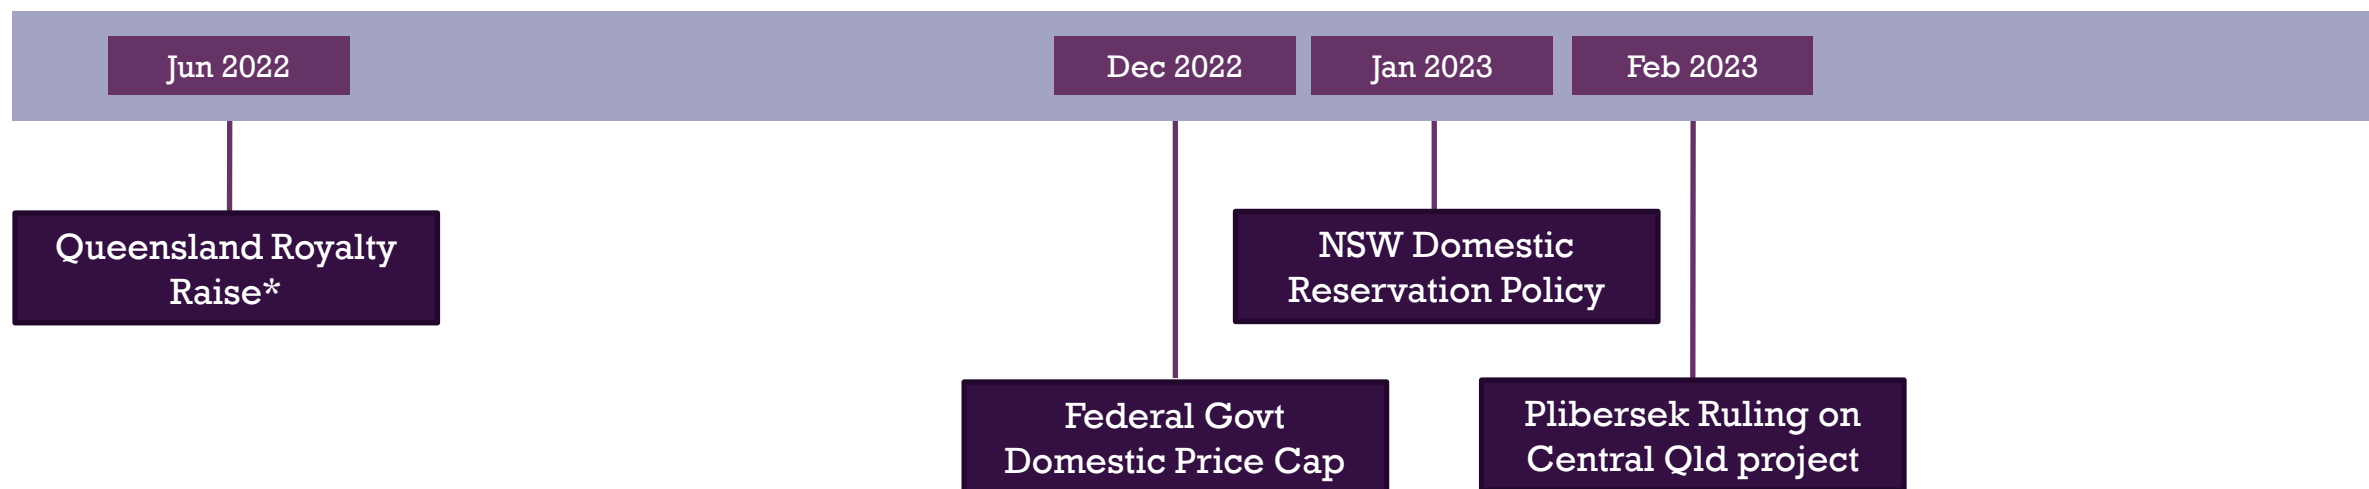 Jun 2022
Dec 2022
Jan 2023
Feb 2023
Queensland Royalty
Raise*
NSW Domestic
Reservation Policy
Federal Govt
Domestic Price Cap
Plibersek Ruling on
Central Qld project